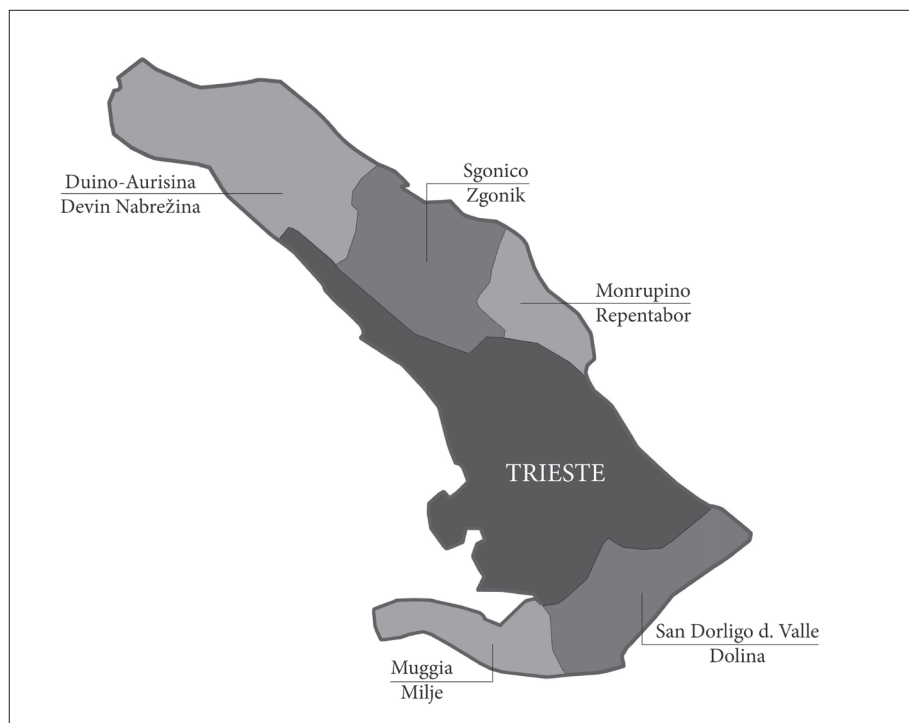 Duino-Aurisina
Devin Nabrežina
Sgonico
Zgonik
Monrupino
Repentabor
TRIESTE
San Dorligo d. Valle
Dolina
Muggia
Milje